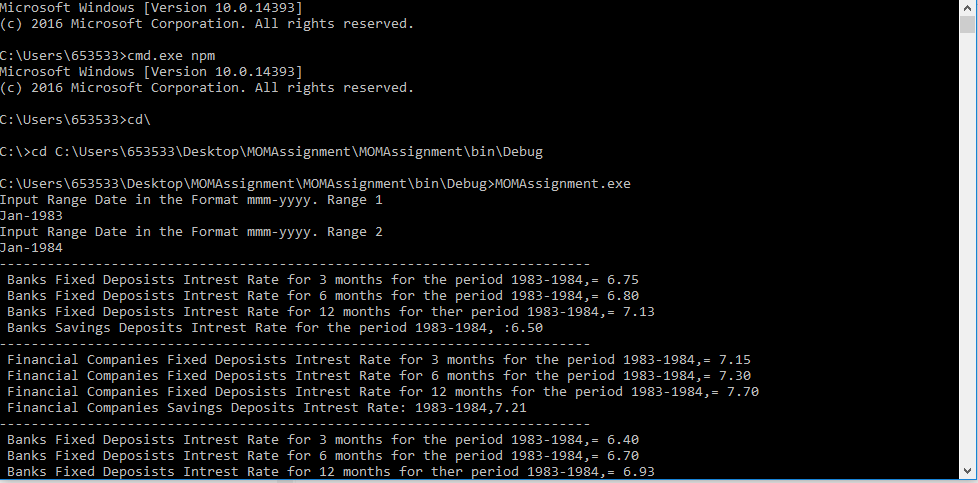 Microsoft Windows [Version 10.0.14393]
(c) 2016 Microsoft Corporation. All rights reserved.
C:\Users\653533>cmd.exe npm
Microsoft Windows [Version 10.0.14393]
(c) 2016 Microsoft Corporation. All rights reserved.
C:\Users\653533>cd\
C:\>cd C:\Users\653533\Desktop\MOMAssignment\MOMAssignment\bin\Debug
C:\Users\653533\Desktop\MOMAssignment\MOMAssignment\bin\Debug>MOMAssignment.exe
Input Range Date in the Format mmm-yyyy. Range 1
Jan-1983
Input Range Date in the Format mmm-yyyy. Range 2
Jan-1984
--------------------------------------------------------------------------
Banks Fixed Deposists Intrest Rate for 3 months for the period 1983-1984,= 6.75
Banks Fixed Deposists Intrest Rate for 6 months for the period 1983-1984,= 6.80
Banks Fixed Deposists Intrest Rate for 12 months for ther period 1983-1984,= 7.13
Banks Savings Deposits Intrest Rate for the period 1983-1984, :6.50
--------------------------------------------------------------------------
Financial Companies Fixed Deposists Intrest Rate for 3 months for the period 1983-1984,= 7.15
Financial Companies Fixed Deposists Intrest Rate for 6 months for the period 1983-1984,= 7.30
Financial Companies Fixed Deposists Intrest Rate for 12 months for the period 1983-1984,= 7.70
Financial Companies Savings Deposits Intrest Rate: 1983-1984,7.21
--------------------------------------------------------------------------
Banks Fixed Deposists Intrest Rate for 3 months for the period 1983-1984,= 6.40
Banks Fixed Deposists Intrest Rate for 6 months for the period 1983-1984,= 6.70
Banks Fixed Deposists Intrest Rate for 12 months for ther period 1983-1984,= 6.93